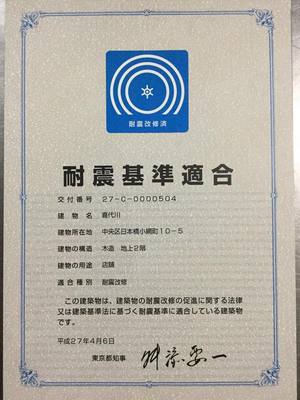 耐震改修済
耐震基準適合
交付番号 27-C-0000504
建物名 喜代川
建物所在地 中央区日本橋小網町10-5
建物の構造 木造 地上2階
建物の用途 店舗
適合種別 耐震改修
この建築物は、建築物の耐震改修の促進に関する法律
又は建築基準法に基づく耐震基準に適合している建築物
です。
平成27年4月6日
東京都知事 舛添要一